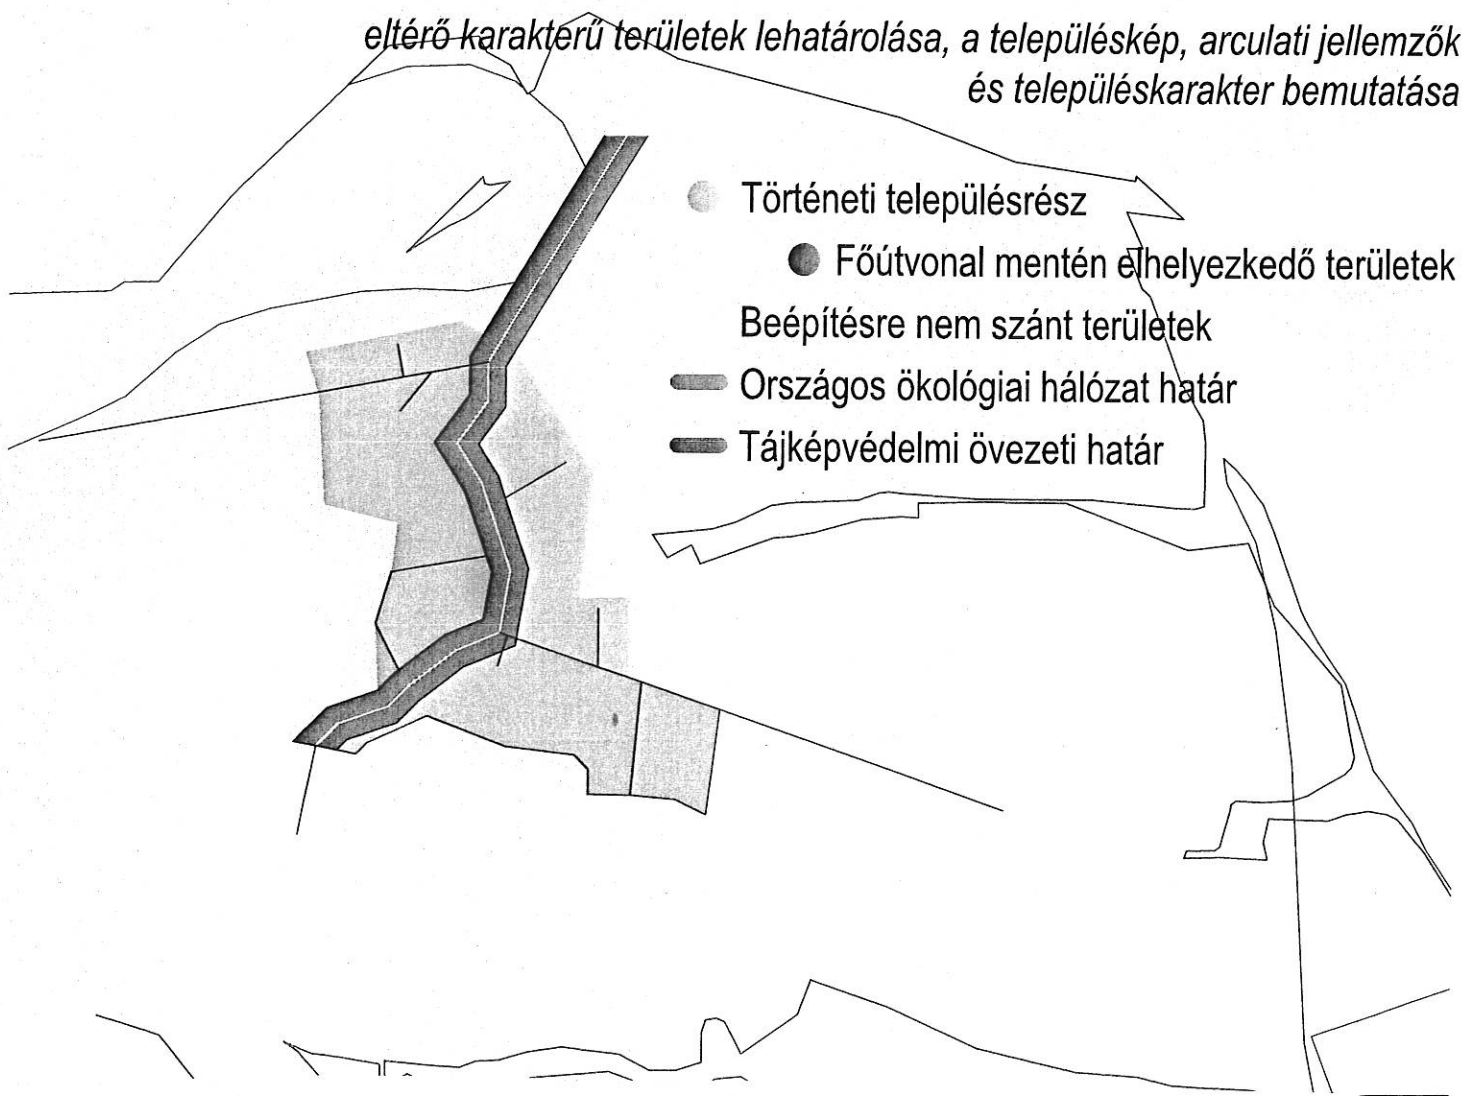 eltérő karakterű területek lehatárolása, a településkép, arculati jellemzők
és településkarakter bemutatása
Történeti településrész
Főútvonal mentén elhelyezkedő területek
Beépítésre nem szánt területek
Országos ökológiai hálózat határ
Tájképvédelmi övezeti határ